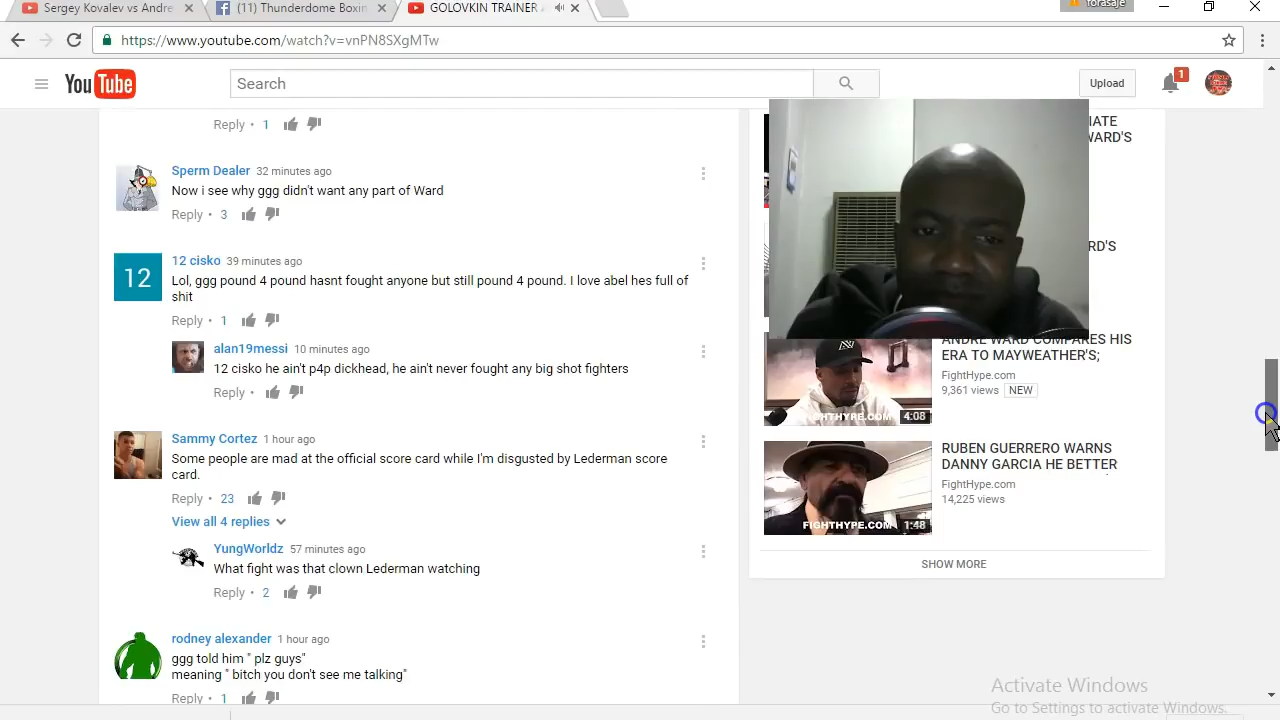 Sergey Kovalev vs Andre
(11) Thunderdome Boxin
GOLOVKIN TRAINER
forasaje
https://www.youtube.com/watch?v=vnPN8SXgMTw
YouTube
Search
Upload
1
Reply · 1
Sperm Dealer 32 minutes ago
Now i see why ggg didn't want any part of Ward
Reply · 3
12
12 cisko 39 minutes ago
Lol, ggg pound 4 pound hasnt fought anyone but still pound 4 pound. I love abel hes full of
shit
Reply · 1
alan19messi 10 minutes ago
12 cisko he ain't p4p dickhead, he ain't never fought any big shot fighters
Reply ·
Sammy Cortez 1 hour ago
Some people are mad at the official score card while I'm disgusted by Lederman score
card.
Reply · 23
View all 4 replies
YungWorldz 57 minutes ago
What fight was that clown Lederman watching
Reply · 2
rodney alexander 1 hour ago
ggg told him " plz guys"
meaning " bitch you don't see me talking"
Reply · 1
IATE
WARD'S
RD'S
ANDRE WARD COMPARES HIS
ERA TO MAYWEATHER'S;
FightHype.com
9,361 views NEW
FIGHTHYPE.COM 4:08
RUBEN GUERRERO WARNS
DANNY GARCIA HE BETTER
FightHype.com
14,225 views
FIGHTHYPE.COM 1:48
SHOW MORE
Activate Windows
Go to Settings to activate Windows.